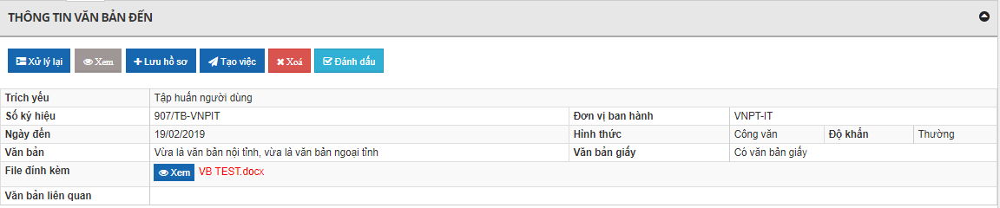 THÔNG TIN VĂN BẢN ĐẾN
Xử lý lại Xem Lưu hồ sơ Tạo việc Xoá Đánh dấu
Trích yếu Tập huấn người dùng
Số ký hiệu 907/TB-VNPIT Đơn vị ban hành VNPT-IT
Ngày đến 19/02/2019 Hình thức Công văn Độ khẩn Thường
Văn bản Vừa là văn bản nội tỉnh, vừa là văn bản ngoại tỉnh Văn bản giấy Có văn bản giấy
File đính kèm Xem VB TEST.docx
Văn bản liên quan